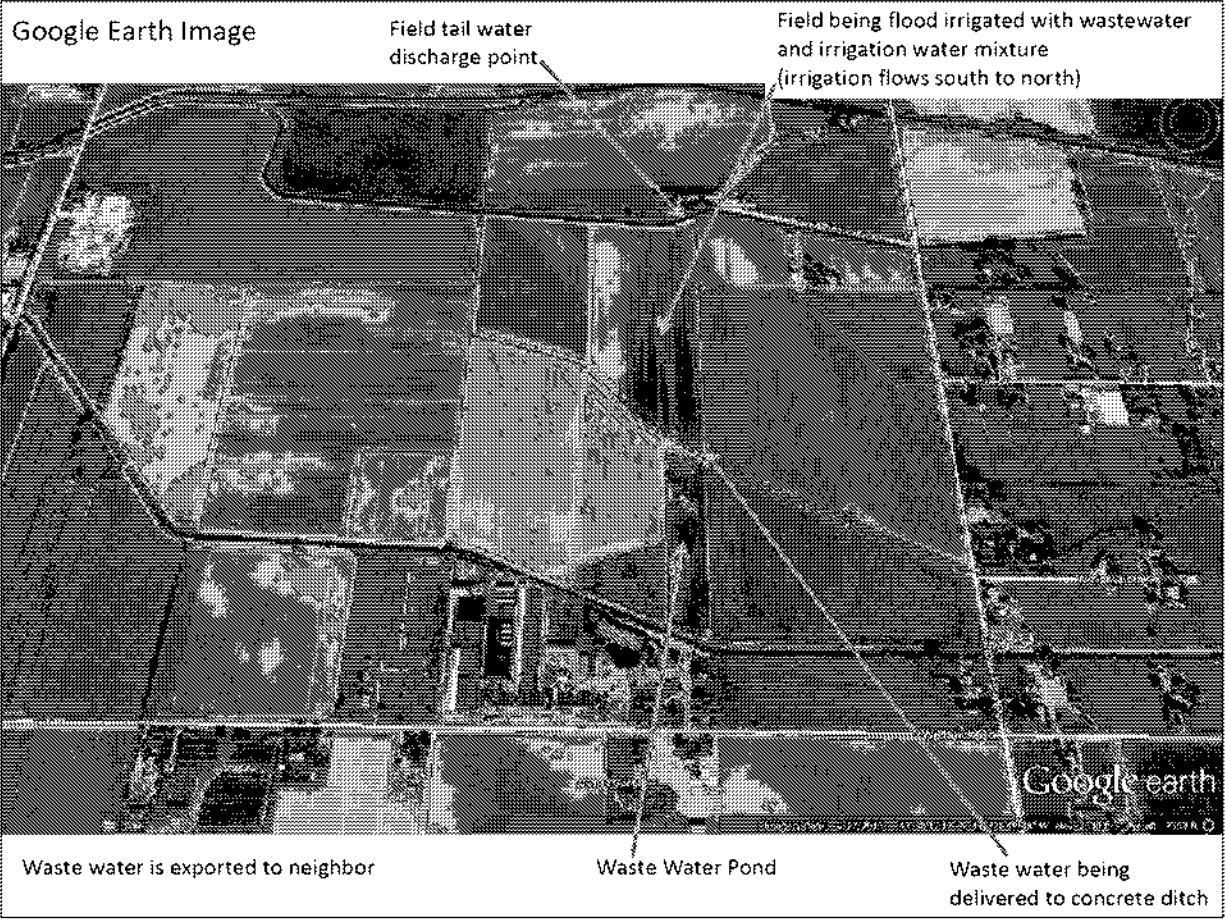 Google Earth Image
Field tail water
discharge point
Field being flood irrigated with wastewater
and irrigation water mixture
(irrigation flows south to north)
Google earth
Waste water is exported to neighbor
Waste Water Pond
Waste water being
delivered to concrete ditch